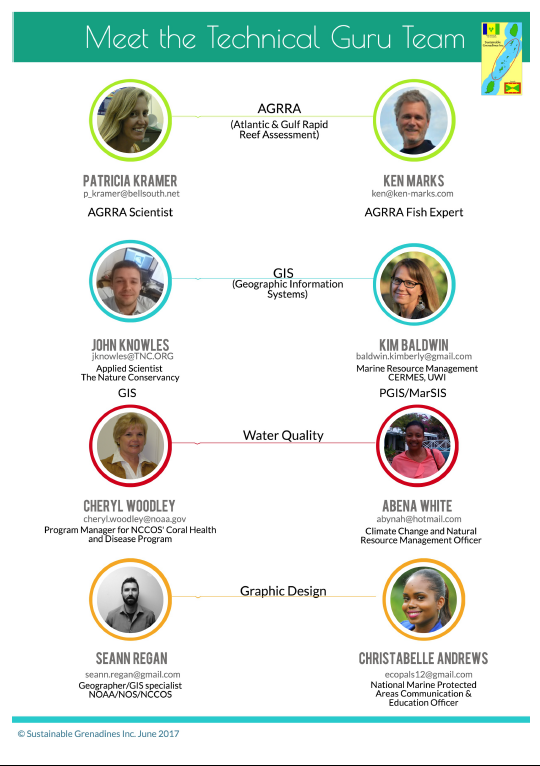 Meet the Technical Guru Team
Sustainable
Grenadines Inc.
AGRRA
(Atlantic & Gulf Rapid
Reef Assessment)
PATRICIA KRAMER
p_kramer@bellsouth.net
AGRRA Scientist
KEN MARKS
ken@ken-marks.com
AGRRA Fish Expert
GIS
(Geographic Information
Systems)
JOHN KNOWLES
jknowles@TNC.ORG
Applied Scientist
The Nature Conservancy
GIS
KIM BALDWIN
baldwin.kimberly@gmail.com
Marine Resource Management
CERMES, UWI
PGIS/MarSIS
Water Quality
CHERYL WOODLEY
cheryl.woodley@noaa.gov
Program Manager for NCCOS' Coral Health
and Disease Program
ABENA WHITE
abynah@hotmail.com
Climate Change and Natural
Resource Management Officer
Graphic Design
SEANN REGAN
seann.regan@gmail.com
Geographer/GIS specialist
NOAA/NOS/NCCOS
CHRISTABELLE ANDREWS
ecopals12@gmail.com
National Marine Protected
Areas Communication &
Education Officer
© Sustainable Grenadines Inc. June 2017